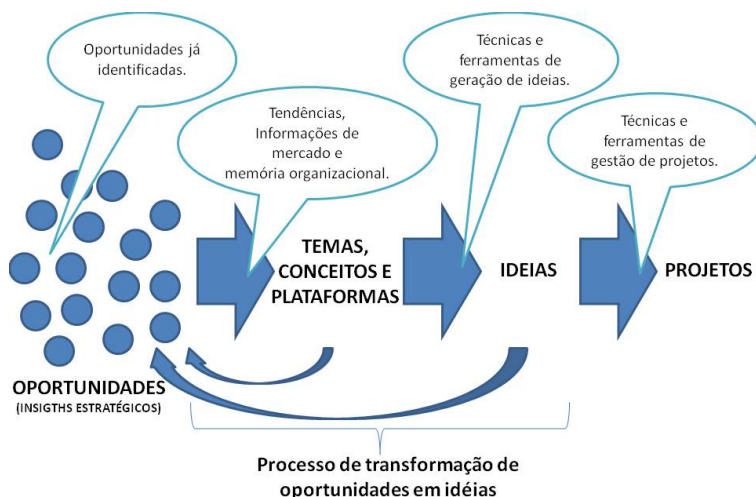 Oportunidades já
identificadas.
Tendências,
Informações de
mercado e
memória organizacional.
Técnicas e
ferramentas de
geração de ideias.
Técnicas e
ferramentas de
gestão de projetos.
TEMAS,
CONCEITOS E
PLATAFORMAS
IDEIAS
PROJETOS
OPORTUNIDADES
(INSIGTHS ESTRATÉGICOS)
Processo de transformação de
oportunidades em idéias